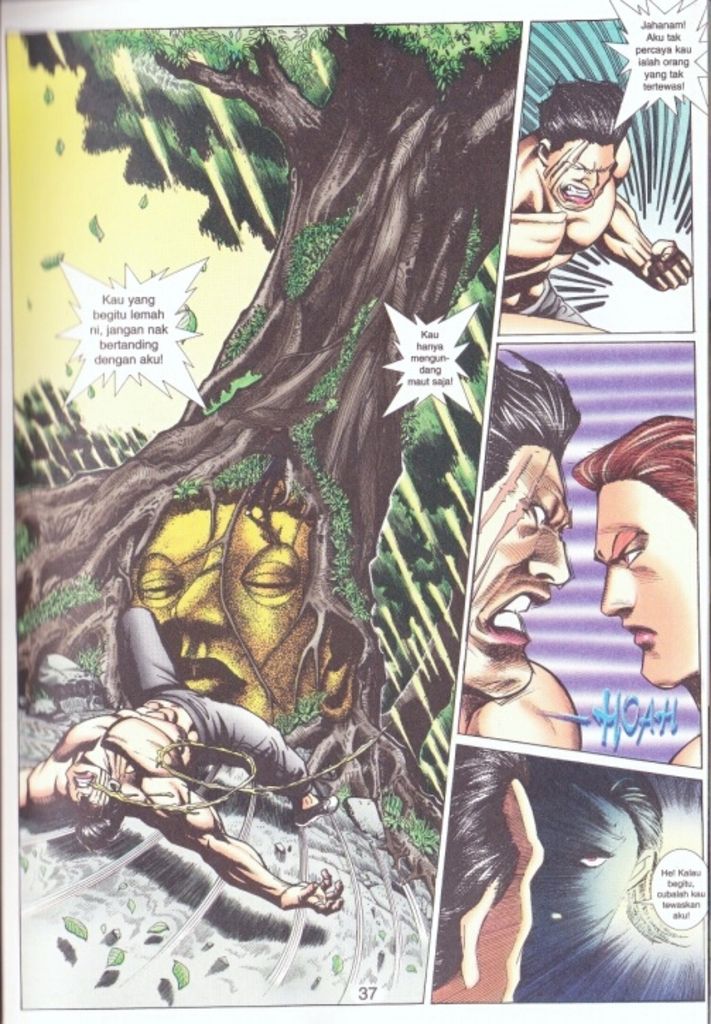 Kau yang
begitu lemah
ni, jangan nak
bertanding
dengan aku!
Kau
hanya
mengun-
dang
maut saja!
Jahanam!
Aku tak
percaya kau
ialah orang
yang tak
tertewas!
HOAH
He! Kalau
begitu,
cubalah kau
tewaskan
aku!
37